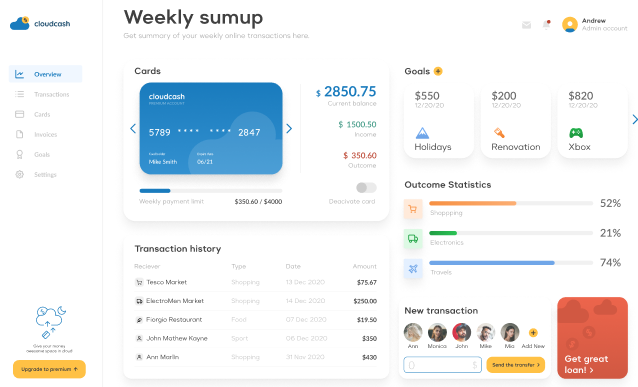 cloudcash
Overview
Transactions
Cards
Invoices
Goals
Settings
Give your money
awesome space in cloud
Upgrade to premium
Weekly sumup
Get summary of your weekly online transactions here.
Andrew
Admin account
Cards
cloudcash
PREMIUM ACCOUNT
5789 **** **** 2847
Mike Smith 06/21
$ 2850.75
Current balance
$ 1500.50
Income
$ 350.60
Outcome
Weekly payment limit $350.60 / $4000
Deactivate card
Goals
$550 $200 $820
12/20/20 12/20/20 12/20/20
Holidays Renovation Xbox
Outcome Statistics
Shoppping 52%
Electronics 21%
Travels 74%
Transaction history
Reciever Type Date Amount
Tesco Market Shopping 13 Dec 2020 $75.67
ElectroMen Market Shopping 14 Dec 2020 $250.00
Fiorgio Restaurant Food 07 Dec 2020 $19.50
John Mathew Kayne Sport 06 Dec 2020 $350
Ann Marlin Shopping 31 Nov 2020 $430
New transaction
Ann Monica John Mike Mia Add New
$ Send the transfer
Get great
loan!